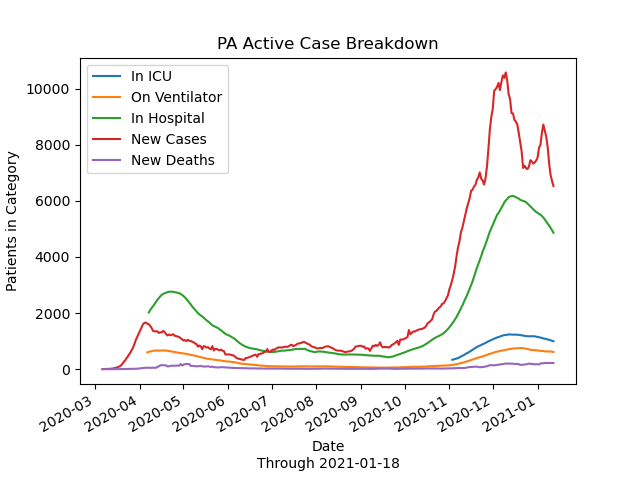 PA Active Case Breakdown
In ICU
On Ventilator
In Hospital
New Cases
New Deaths
Patients in Category
10000
8000
6000
4000
2000
0
2020-03
2020-04
2020-05
2020-06
2020-07
2020-08
2020-09
2020-10
2020-11
2020-12
2021-01
Date
Through 2021-01-18